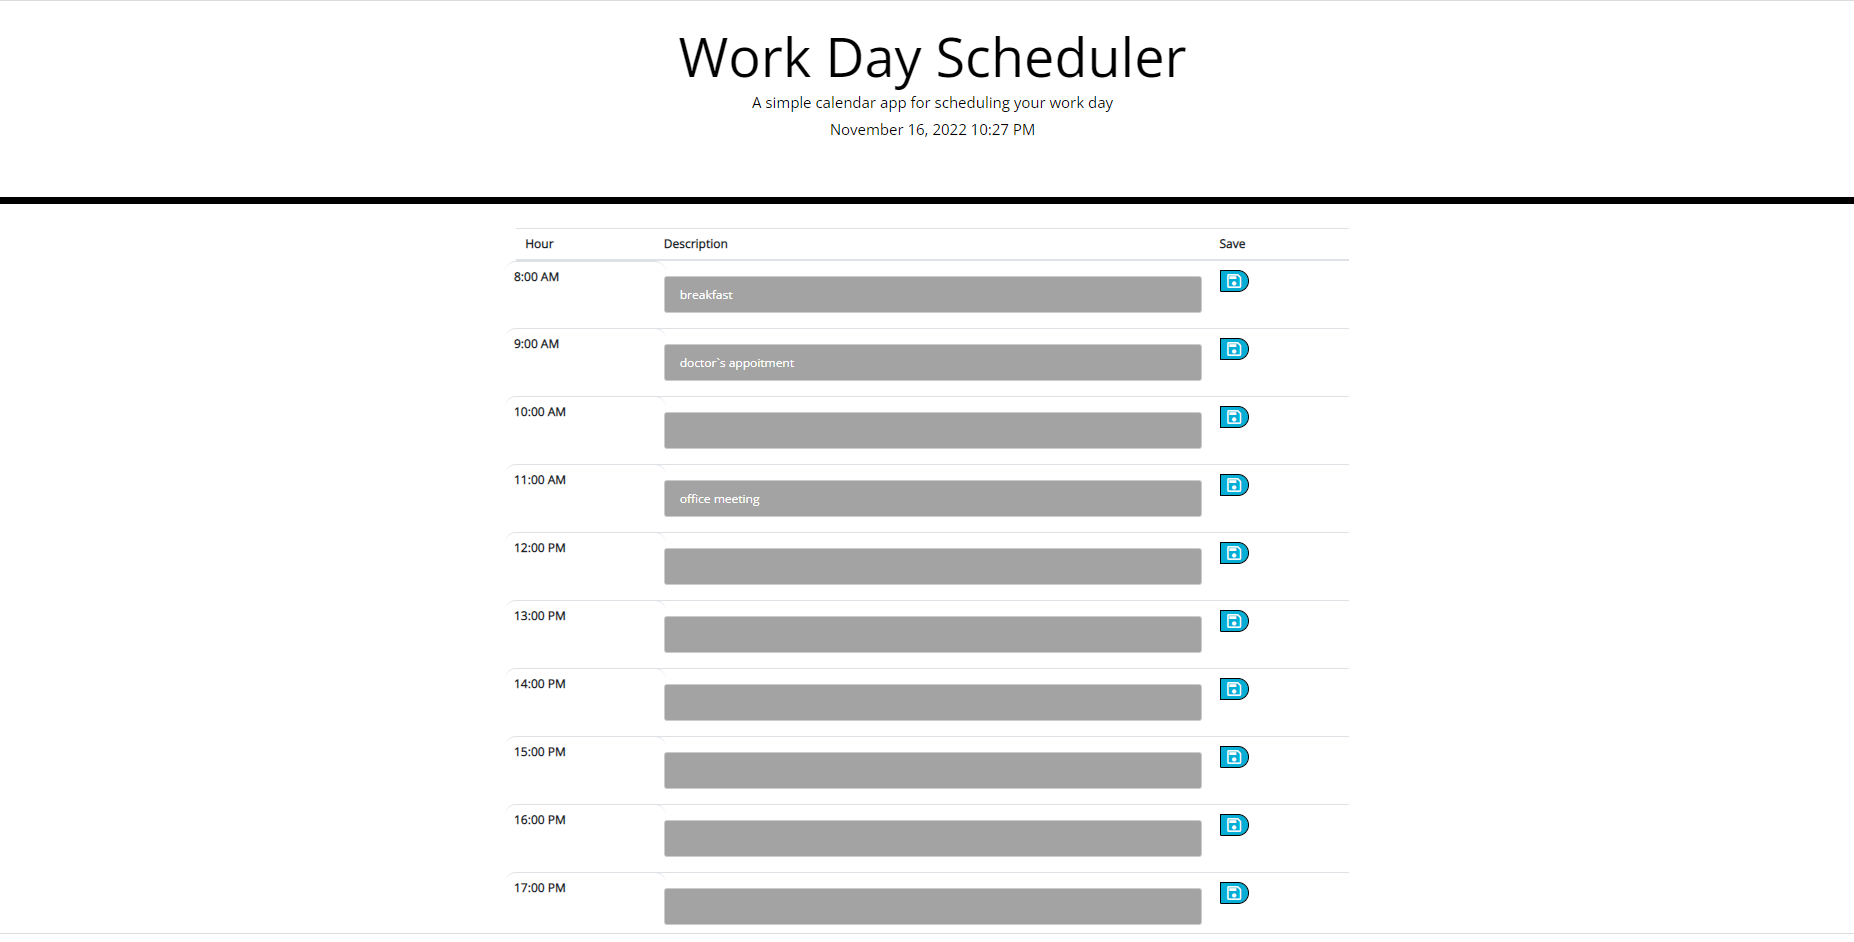 Work Day Scheduler
A simple calendar app for scheduling your work day
November 16, 2022 10:27 PM
Hour Description Save
8:00 AM
breakfast
9:00 AM
doctor`s appoitment
10:00 AM
11:00 AM
office meeting
12:00 PM
13:00 PM
14:00 PM
15:00 PM
16:00 PM
17:00 PM